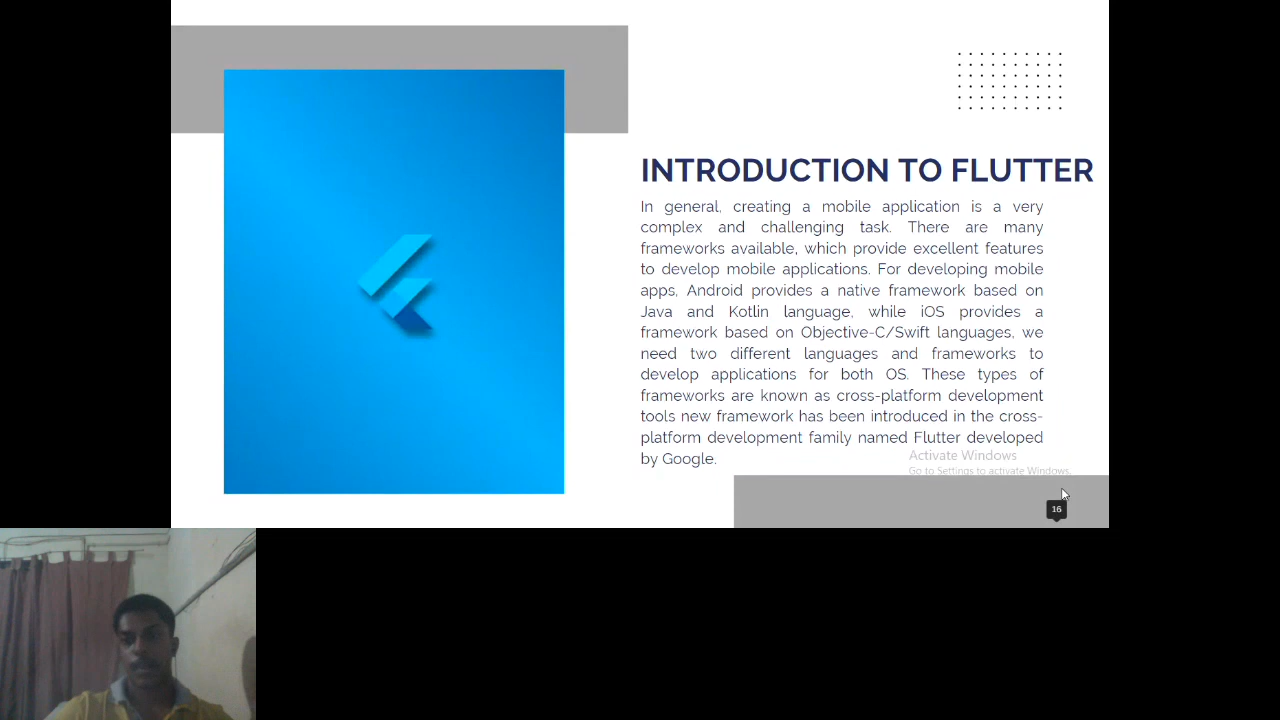 INTRODUCTION TO FLUTTER
In general, creating a mobile application is a very
complex and challenging task. There are many
frameworks available, which provide excellent features
to develop mobile applications. For developing mobile
apps, Android provides a native framework based on
Java and Kotlin language, while iOS provides a
framework based on Objective-C/Swift languages, we
need two different languages and frameworks to
develop applications for both OS. These types of
frameworks are known as cross-platform development
tools new framework has been introduced in the cross-
platform development family named Flutter developed
by Google.
Activate Windows
Go to Settings to activate Windows.
16